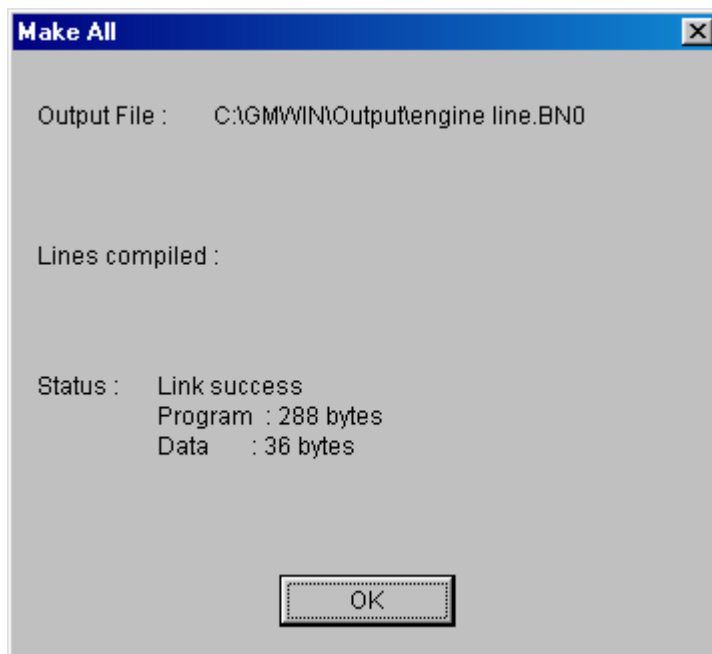 Make All
Output File : C:\GMWIN\Output\engine line.BN0
Lines compiled :
Status : Link success
Program : 288 bytes
Data : 36 bytes
OK